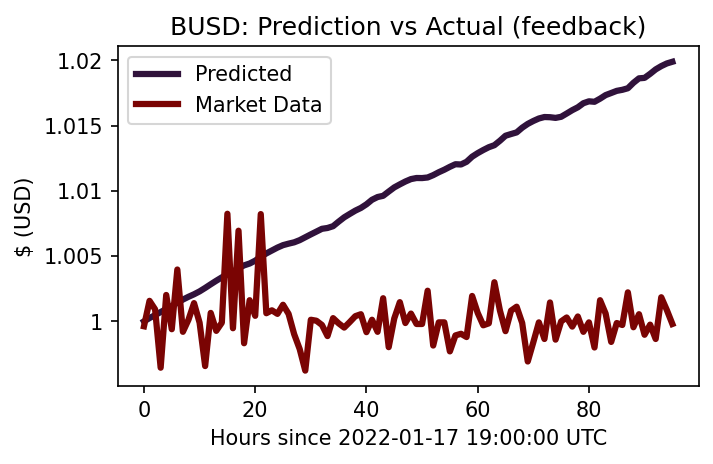 BUSD: Prediction vs Actual (feedback)
Predicted
Market Data
$ (USD)
1.02
1.015
1.01
1.005
1
0 20 40 60 80
Hours since 2022-01-17 19:00:00 UTC